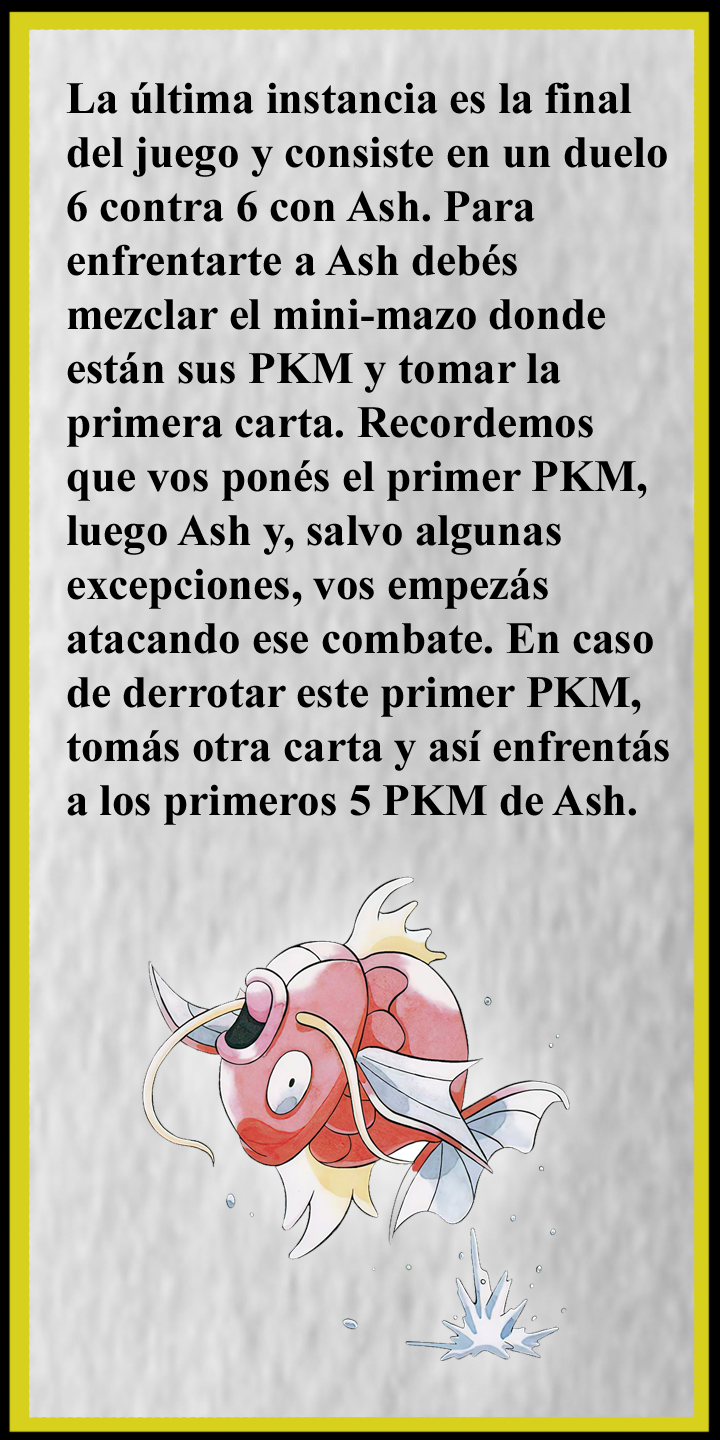 La última instancia es la final
del juego y consiste en un duelo
6 contra 6 con Ash. Para
enfrentarte a Ash debés
mezclar el mini-mazo donde
están sus PKM y tomar la
primera carta. Recordemos
que vos ponés el primer PKM,
luego Ash y, salvo algunas
excepciones, vos empezás
atacando ese combate. En caso
de derrotar este primer PKM,
tomás otra carta y así enfrentás
a los primeros 5 PKM de Ash.